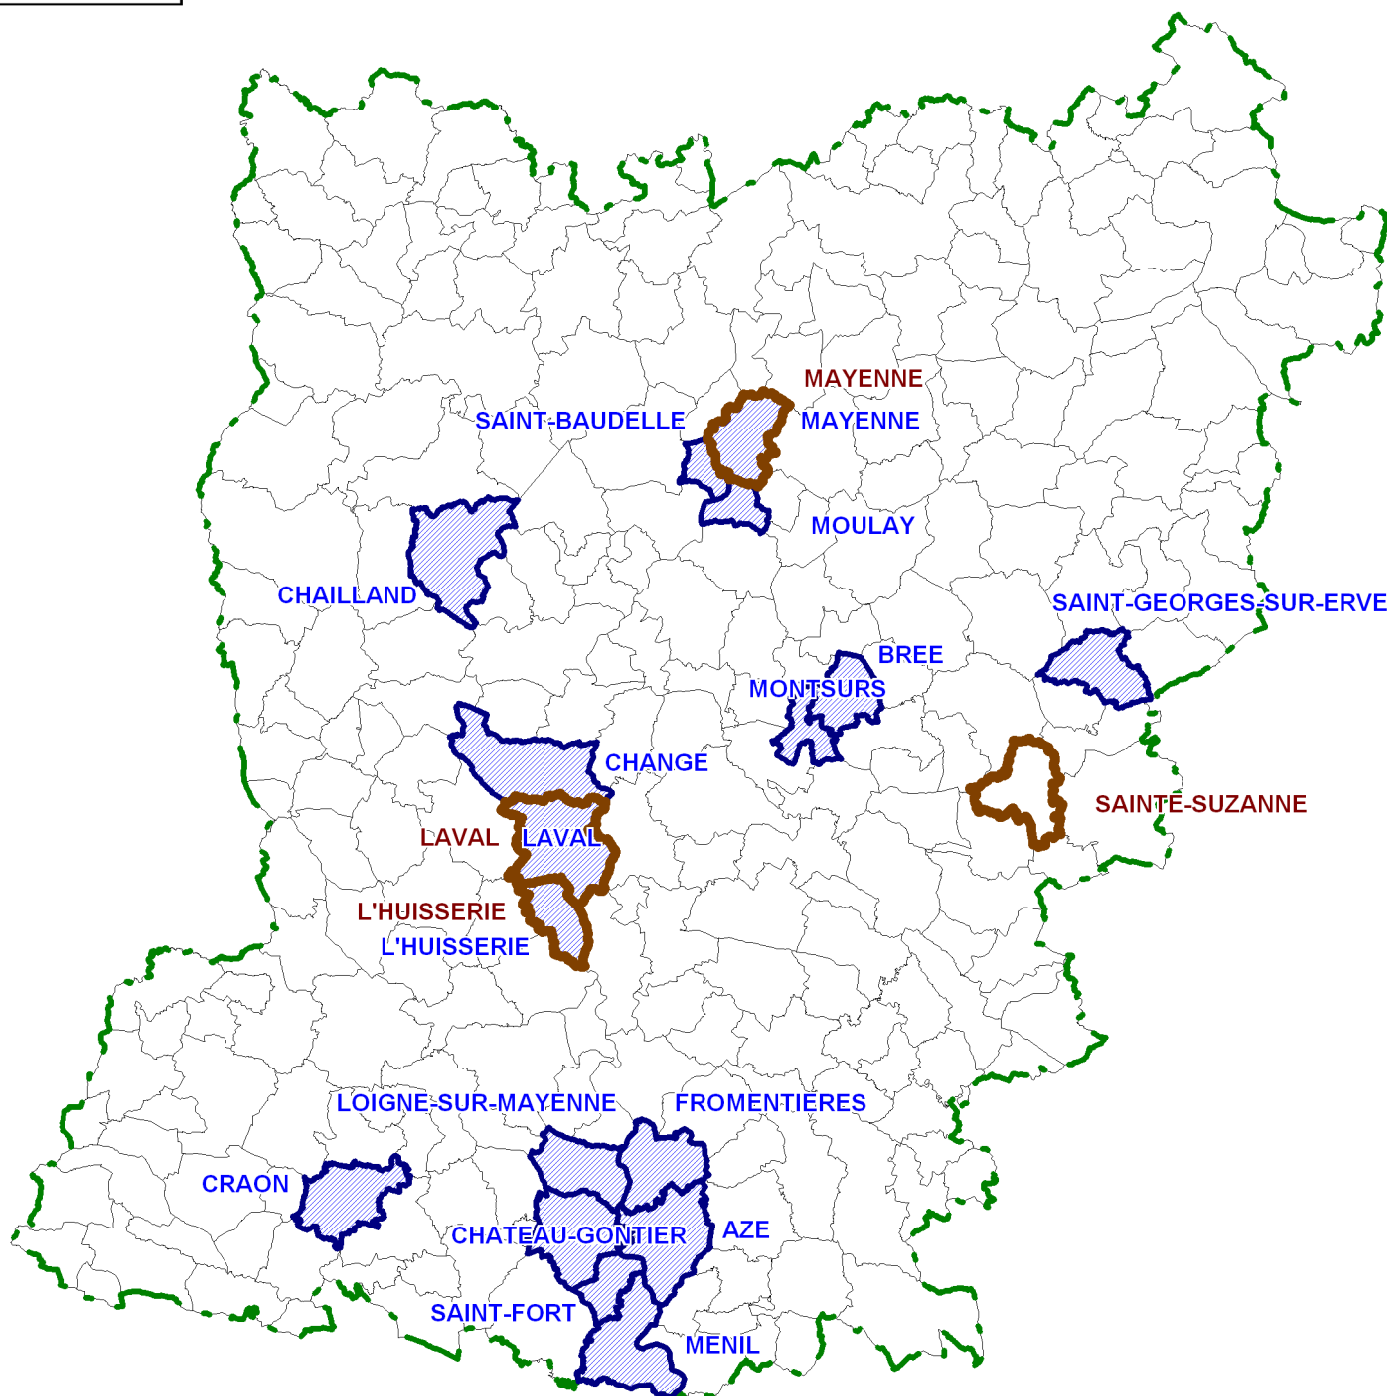 MAYENNE
SAINT-BAUDELLE
MAYENNE
MOULAY
CHAILLAND
SAINT-GEORGES-SUR-ERVE
BREE
MONTSURS
CHANGE
SAINTE-SUZANNE
LAVAL
LAVAL
L'HUISSERIE
L'HUISSERIE
LOIGNE-SUR-MAYENNE
FROMENTIERES
CRAON
CHATEAU-GONTIER
AZE
SAINT-FORT
MENIL